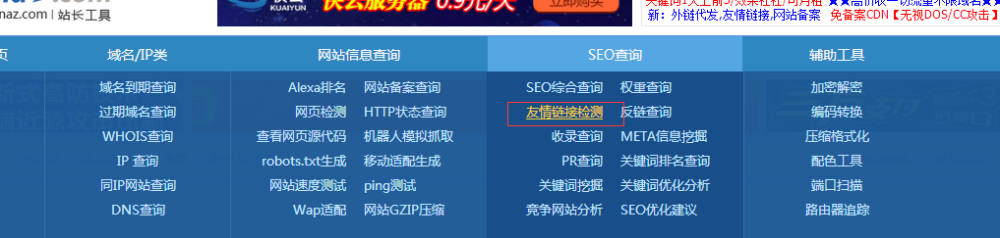 naz.com | 站长工具
快云
KUAIYUN
快云服务器 0.9元/天
立即购买
新：外链代发,友情链接,网站备案 免备案CDN【无视DOS/CC攻击】
页 域名/IP类 网站信息查询 SEO查询 辅助工具
域名到期查询 Alexa排名 网站备案查询 SEO综合查询 权重查询 加密解密
过期域名查询 网页检测 HTTP状态查询 友情链接检测 反链查询 编码转换
WHOIS查询 查看网页源代码 机器人模拟抓取 收录查询 META信息挖掘 压缩格式化
IP 查询 robots.txt生成 移动适配生成 PR查询 关键词排名查询 配色工具
同IP网站查询 网站速度测试 ping测试 关键词挖掘 关键词优化分析 端口扫描
DNS查询 Wap适配 网站GZIP压缩 竞争网站分析 SEO优化建议 路由器追踪